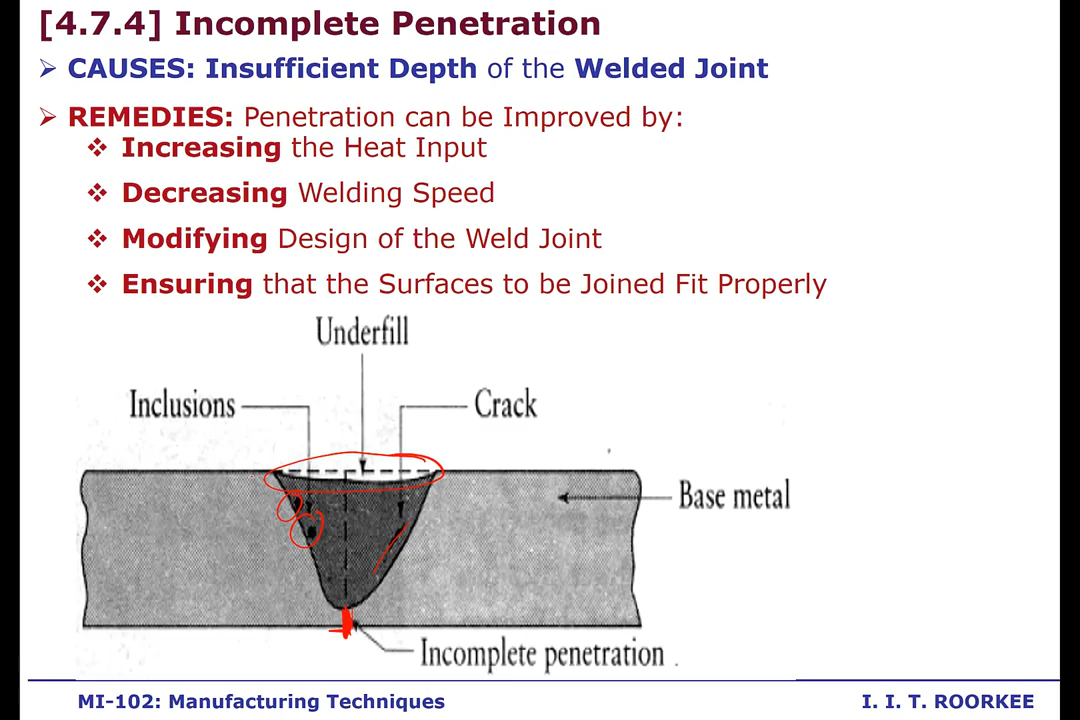 [4.7.4] Incomplete Penetration
➢ CAUSES: Insufficient Depth of the Welded Joint
➢ REMEDIES: Penetration can be Improved by:
❖ Increasing the Heat Input
❖ Decreasing Welding Speed
❖ Modifying Design of the Weld Joint
❖ Ensuring that the Surfaces to be Joined Fit Properly
Underfill
Inclusions
Crack
Base metal
Incomplete penetration
MI-102: Manufacturing Techniques
I. I. T. ROORKEE